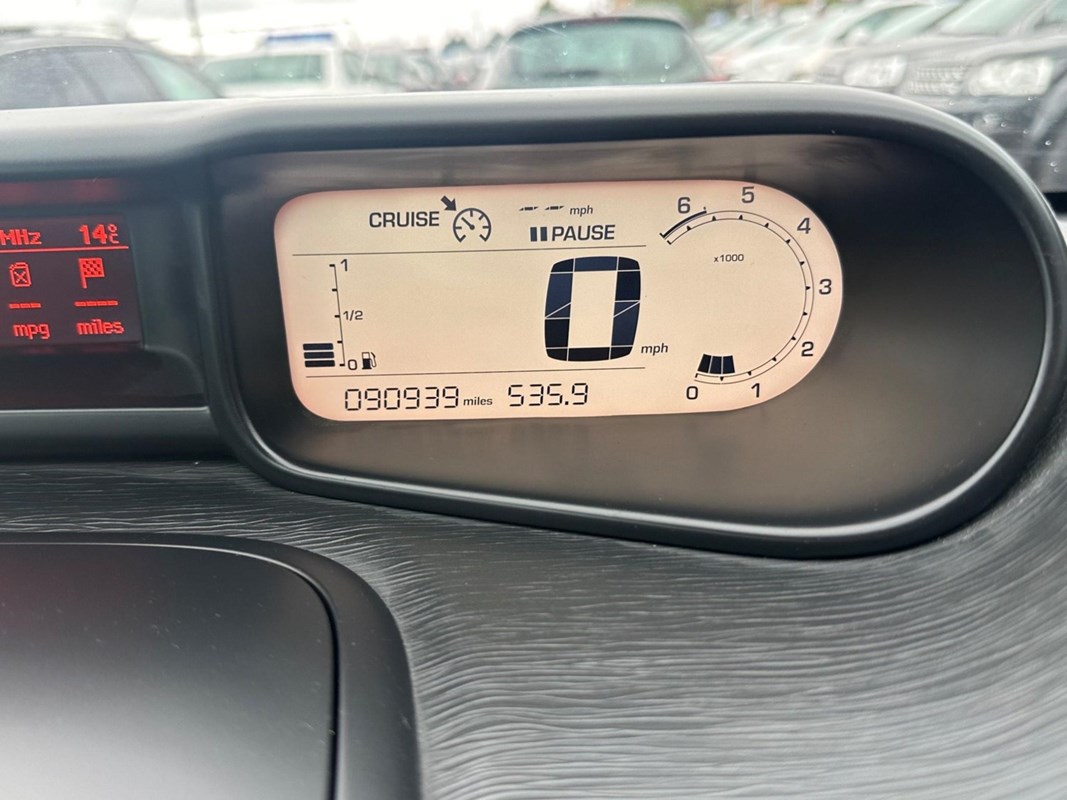 MHz 14°C
mpg miles
CRUISE -- -- mph
PAUSE
1
1/2
0
0 mph
090939 miles 535.9
x1000
0
1
2
3
4
5
6